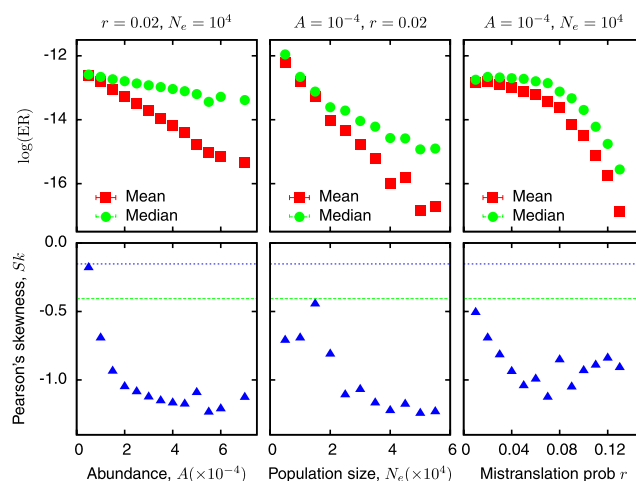 r = 0.02, N_e = 10^4
A = 10^{-4}, r = 0.02
A = 10^{-4}, N_e = 10^4
log(ER)
-12
-14
-16
Mean
Median
Mean
Median
Mean
Median
Pearson's skewness, Sk
0.0
-0.5
-1.0
0 2 4 6
0 2 4
0.04 0.08 0.12
Abundance, A(×10^{-4})
Population size, N_e(×10^4)
Mistranslation prob r